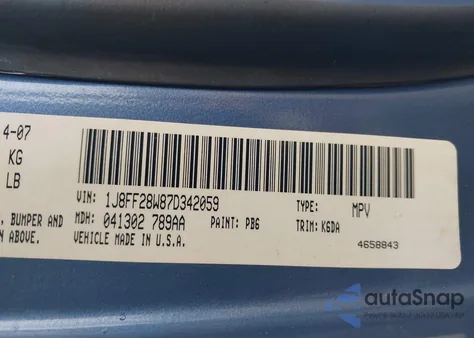 4-07
KG
LB
VIN: 1J8FF28W87D342059 TYPE: MPV
, BUMPER AND MDH: 041302 789AA PAINT: PB6 TRIM: K6DA
N ABOVE. VEHICLE MADE IN U.S.A. 4658843
autoSnap